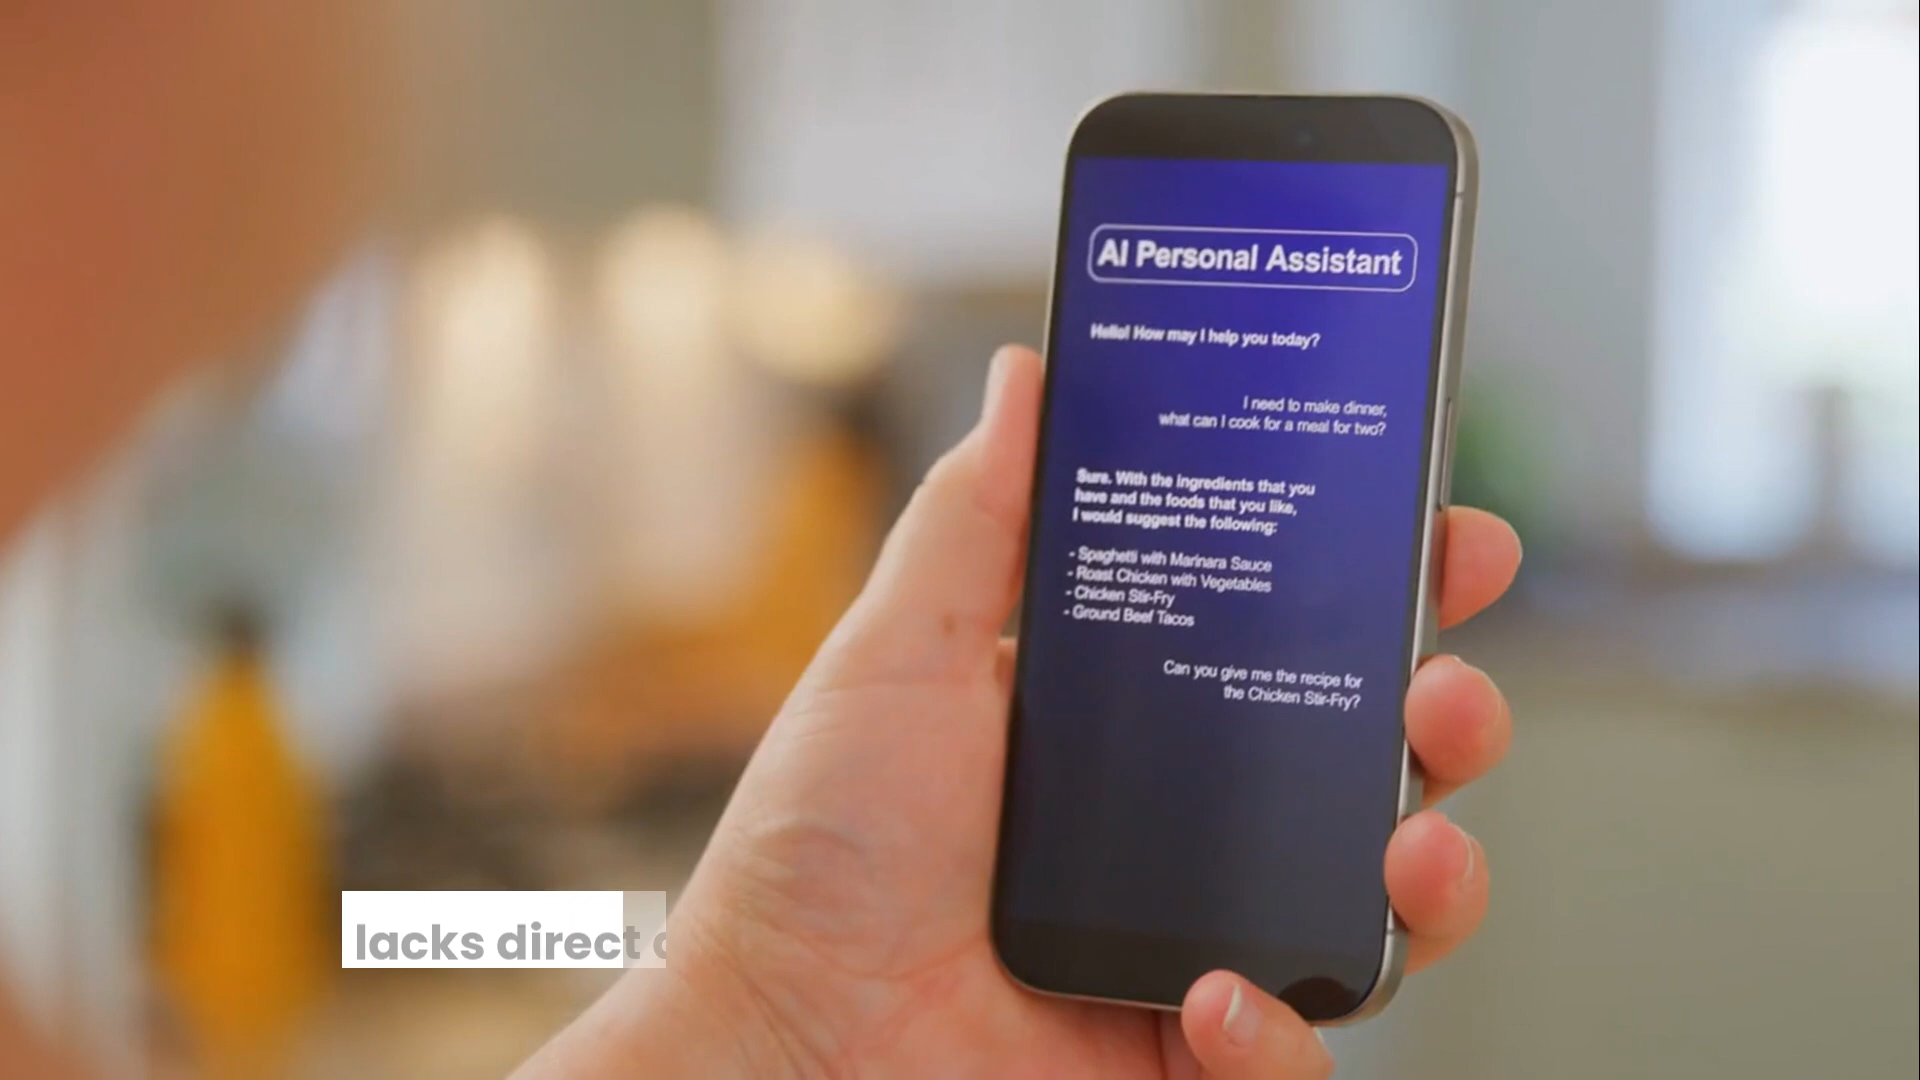 AI Personal Assistant
Hello! How may I help you today?
I need to make dinner,
what can I cook for a meal for two?
Sure. With the ingredients that you
have and the foods that you like,
I would suggest the following:
- Spaghetti with Marinara Sauce
- Roast Chicken with Vegetables
- Chicken Stir-Fry
- Ground Beef Tacos
Can you give me the recipe for
the Chicken Stir-Fry?
lacks direct